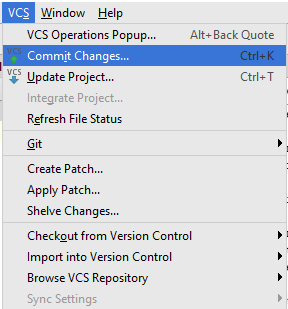 VCS Window Help
VCS Operations Popup... Alt+Back Quote
VCS Commit Changes... Ctrl+K
VCS Update Project... Ctrl+T
Integrate Project...
Refresh File Status
Git
Create Patch...
Apply Patch...
Shelve Changes...
Checkout from Version Control
Import into Version Control
Browse VCS Repository
Sync Settings